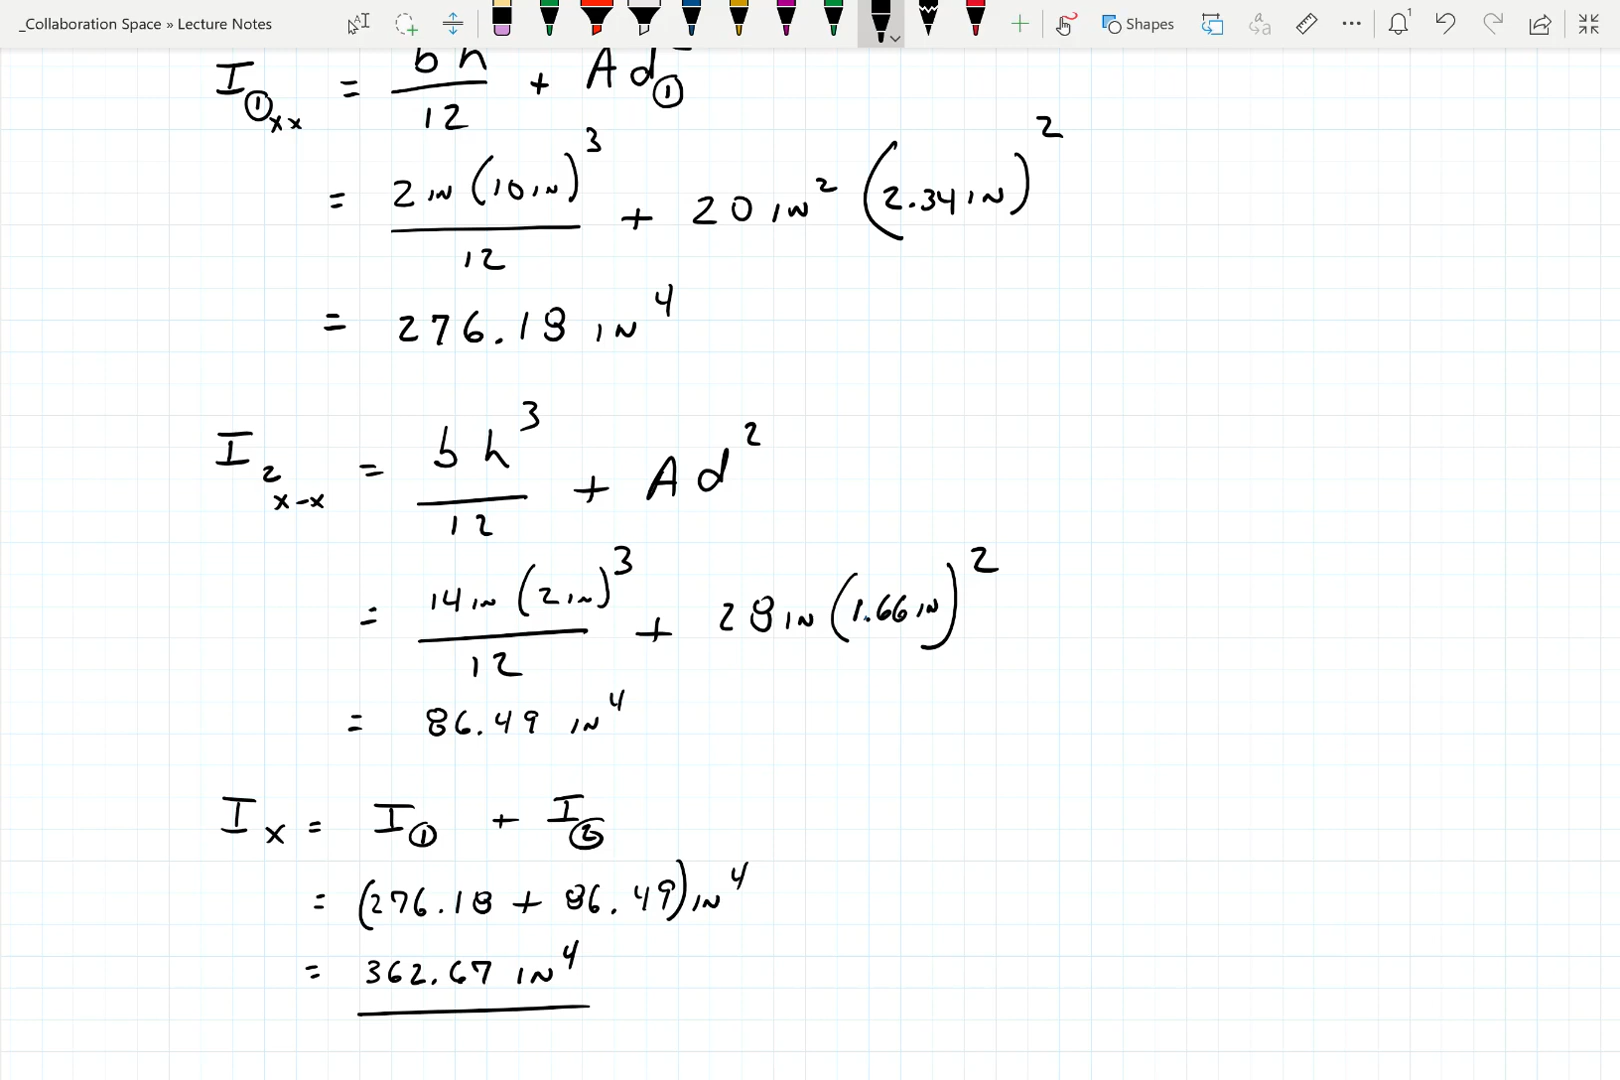 _Collaboration Space » Lecture Notes Shapes
I①xx = bh/12 + Ad①
= 2 IN (10 IN)³/12 + 20 IN² (2.34 IN)²
= 276.18 IN⁴
I₂ x-x = bh³/12 + Ad²
= 14 IN (2 IN)³/12 + 28 IN (1.66 IN)²
= 86.49 IN⁴
Ix = I① + I②
= (276.18 + 86.49) IN⁴
= 362.67 IN⁴